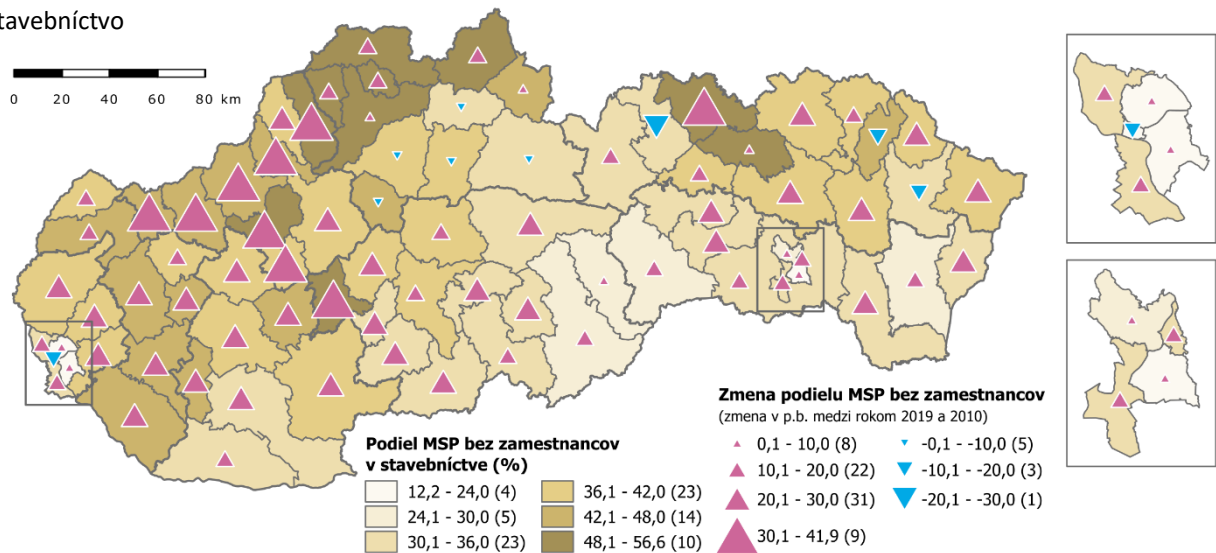 tavebníctvo
0 20 40 60 80 km
Podiel MSP bez zamestnancov
v stavebníctve (%)
12,2 - 24,0 (4)
24,1 - 30,0 (5)
30,1 - 36,0 (23)
36,1 - 42,0 (23)
42,1 - 48,0 (14)
48,1 - 56,6 (10)
Zmena podielu MSP bez zamestnancov
(zmena v p.b. medzi rokom 2019 a 2010)
0,1 - 10,0 (8)
10,1 - 20,0 (22)
20,1 - 30,0 (31)
30,1 - 41,9 (9)
-0,1 - -10,0 (5)
-10,1 - -20,0 (3)
-20,1 - -30,0 (1)